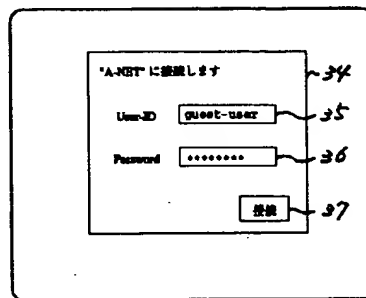 "A-NET" に接続します
34
User-ID
guest-user
35
Password
********
36
接続
37